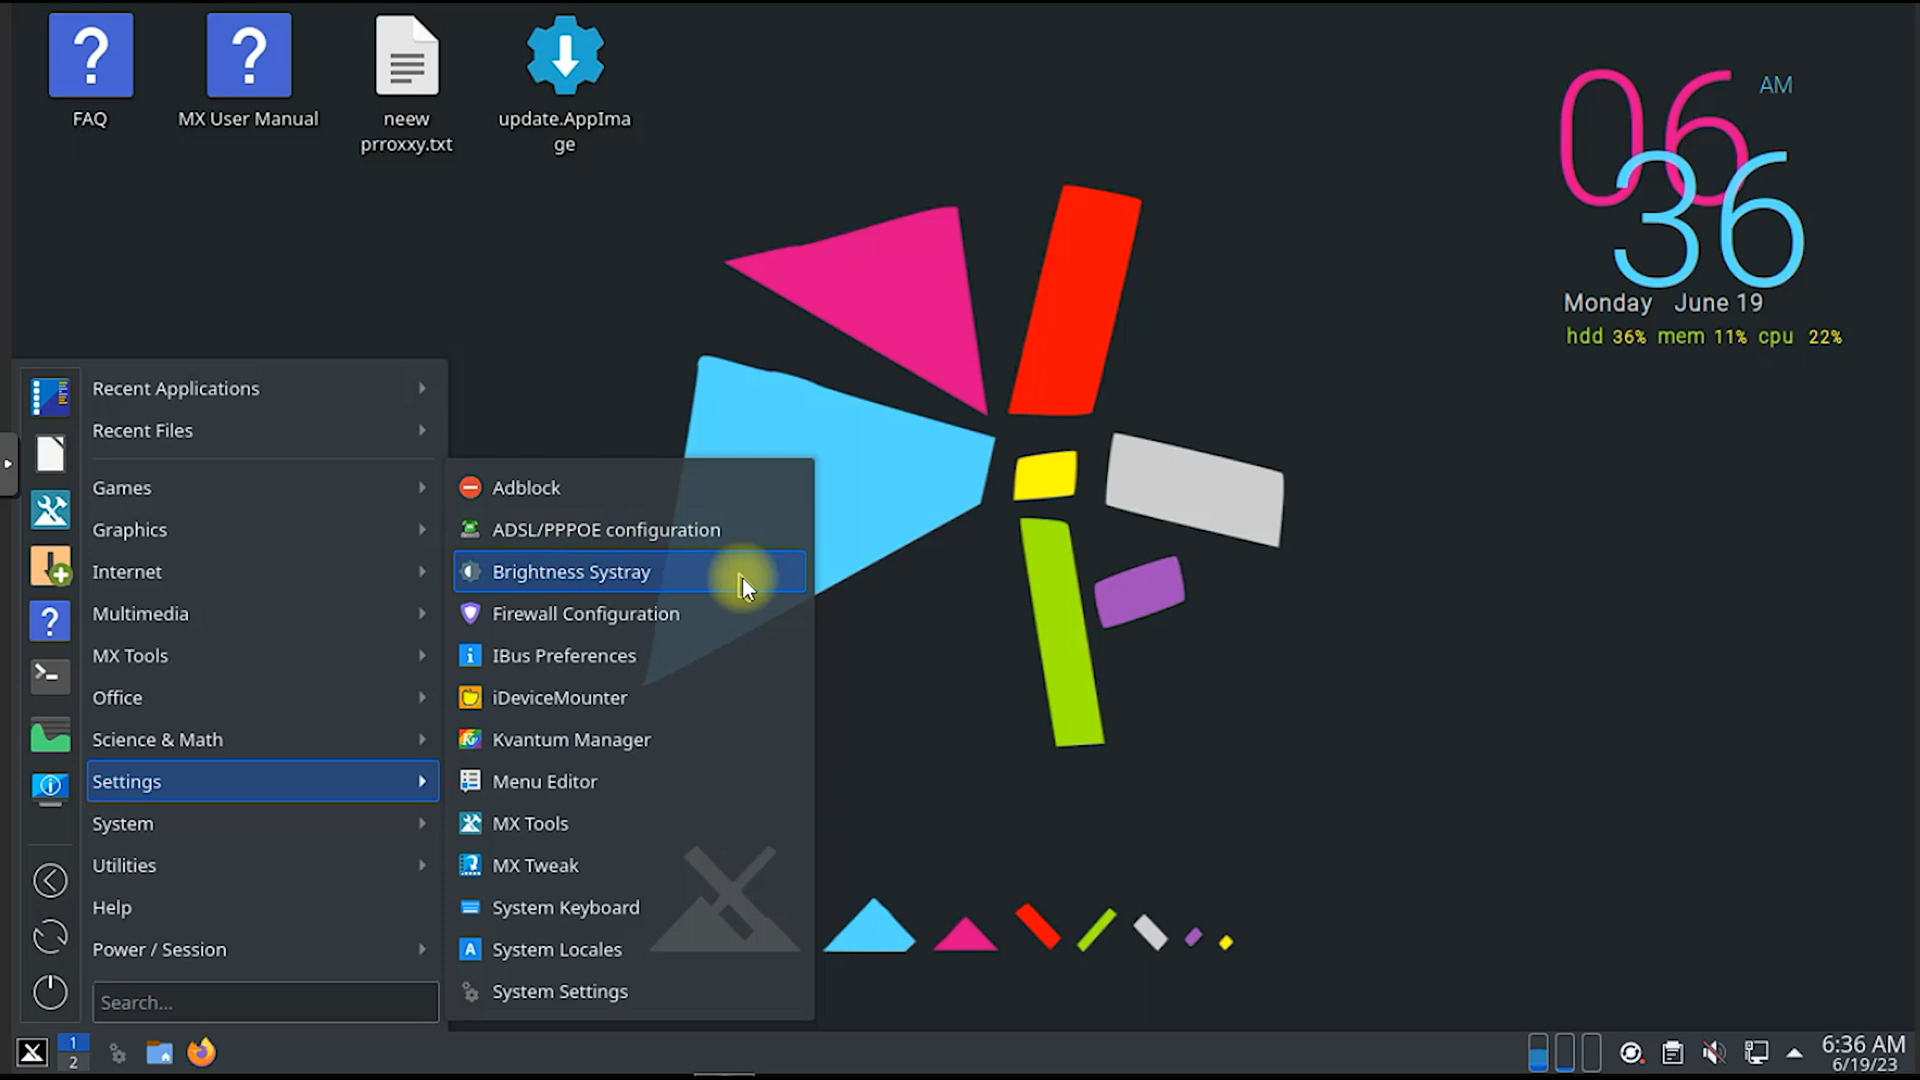 FAQ
MX User Manual
neew
prroxxy.txt
update.AppIma
ge
06
AM
36
Monday June 19
hdd 36% mem 11% cpu 22%
Recent Applications
Recent Files
Games
Graphics
Internet
Multimedia
MX Tools
Office
Science & Math
Settings
System
Utilities
Help
Power / Session
Search...
Adblock
ADSL/PPPOE configuration
Brightness Systray
Firewall Configuration
IBus Preferences
iDeviceMounter
Kvantum Manager
Menu Editor
MX Tools
MX Tweak
System Keyboard
System Locales
System Settings
1
2
6:36 AM
6/19/23